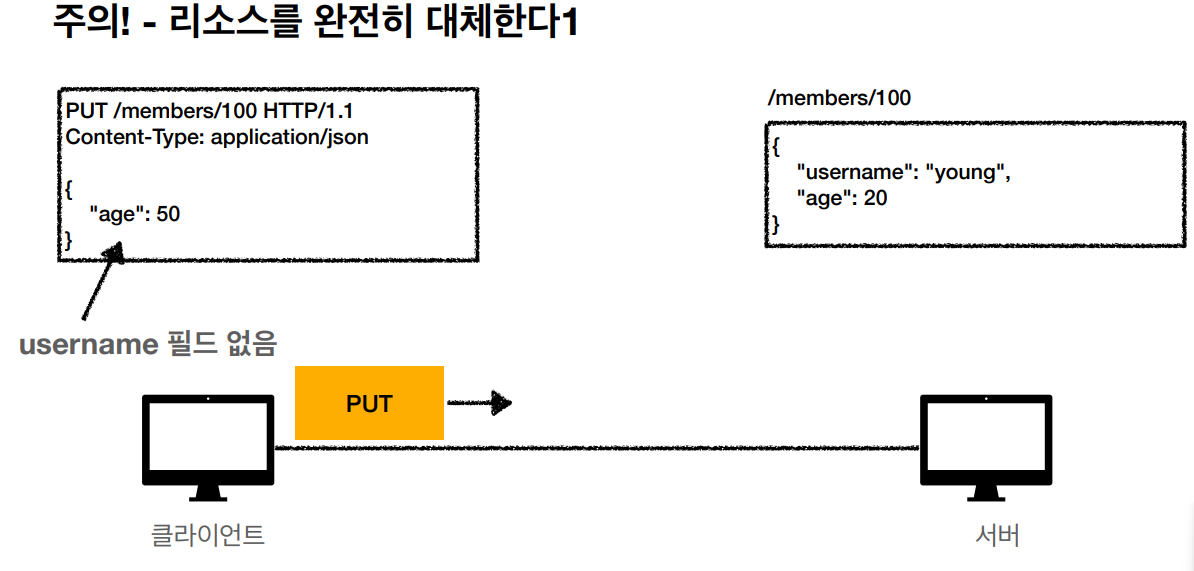 주의! - 리소스를 완전히 대체한다1
PUT /members/100 HTTP/1.1
Content-Type: application/json
{
"age": 50
}
username 필드 없음
/members/100
{
"username": "young",
"age": 20
}
PUT
클라이언트
서버